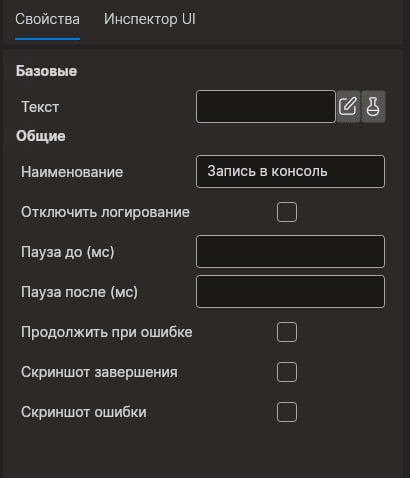 Свойства Инспектор UI
Базовые
Текст
Общие
Наименование Запись в консоль
Отключить логирование
Пауза до (мс)
Пауза после (мс)
Продолжить при ошибке
Скриншот завершения
Скриншот ошибки